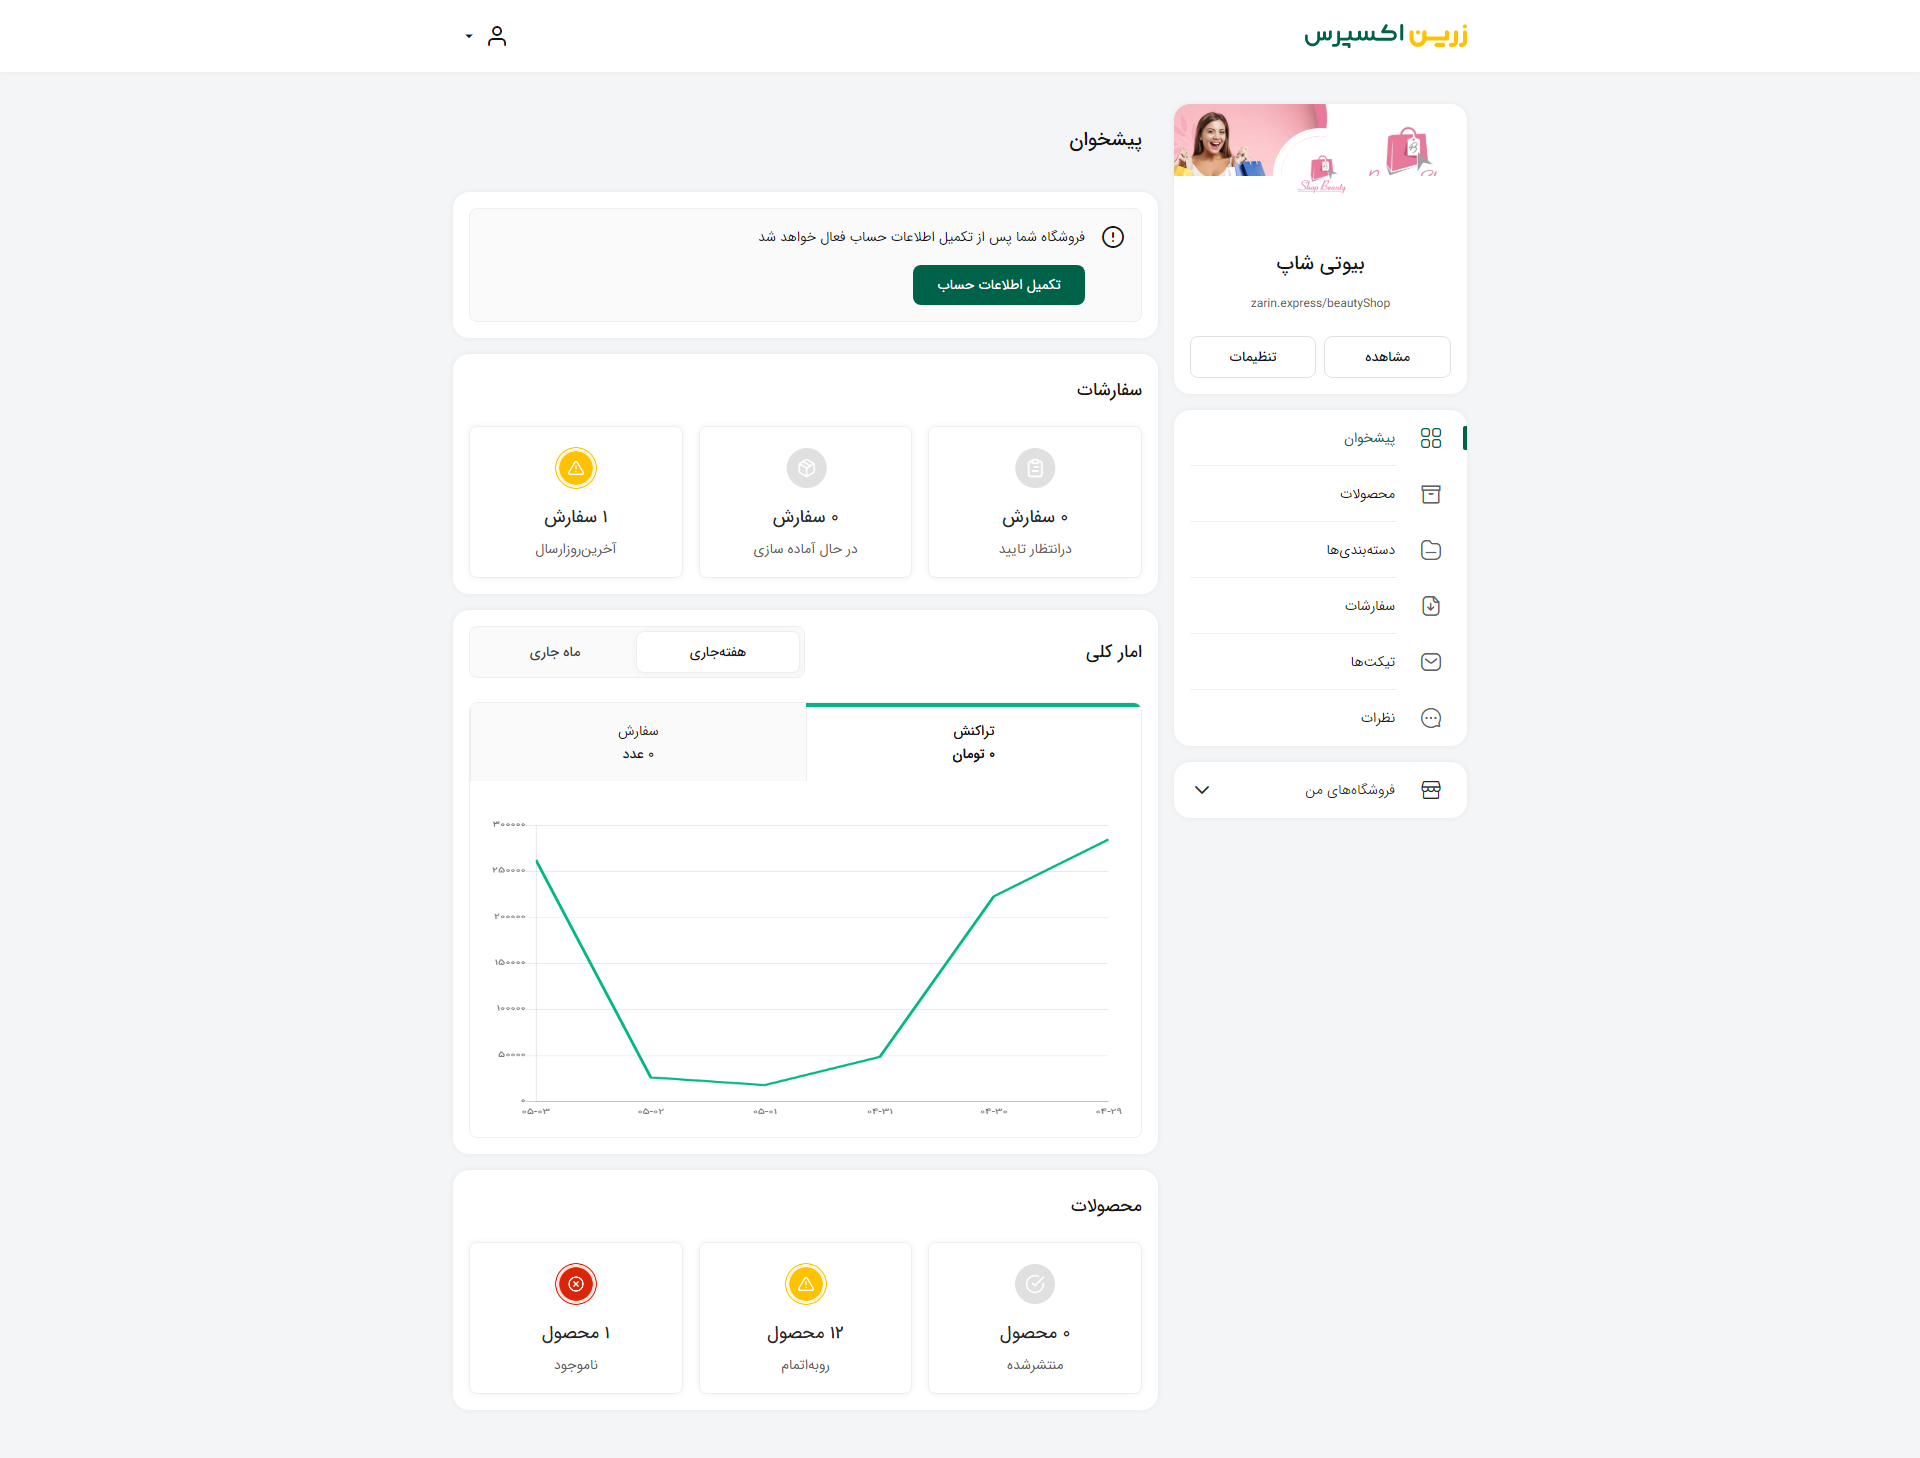 زرین اکسپرس
Shop Beauty
بیوتی شاپ
zarin.express/beautyShop
مشاهده
تنظیمات
پیشخوان
محصولات
دسته‌بندی‌ها
سفارشات
تیکت‌ها
نظرات
فروشگاه‌های من
پیشخوان
فروشگاه شما پس از تکمیل اطلاعات حساب فعال خواهد شد
تکمیل اطلاعات حساب
سفارشات
۰ سفارش
درانتظار تایید
۰ سفارش
در حال آماده سازی
۱ سفارش
آخرین‌روزارسال
امار کلی
هفته‌جاری
ماه جاری
تراکنش
۰ تومان
سفارش
۰ عدد
۳۰۰۰۰۰
۲۵۰۰۰۰
۲۰۰۰۰۰
۱۵۰۰۰۰
۱۰۰۰۰۰
۵۰۰۰۰
۰
۰۵-۰۳ ۰۵-۰۲ ۰۵-۰۱ ۰۴-۳۱ ۰۴-۳۰ ۰۴-۲۹
محصولات
۰ محصول
منتشرشده
۱۲ محصول
روبه‌اتمام
۱ محصول
ناموجود